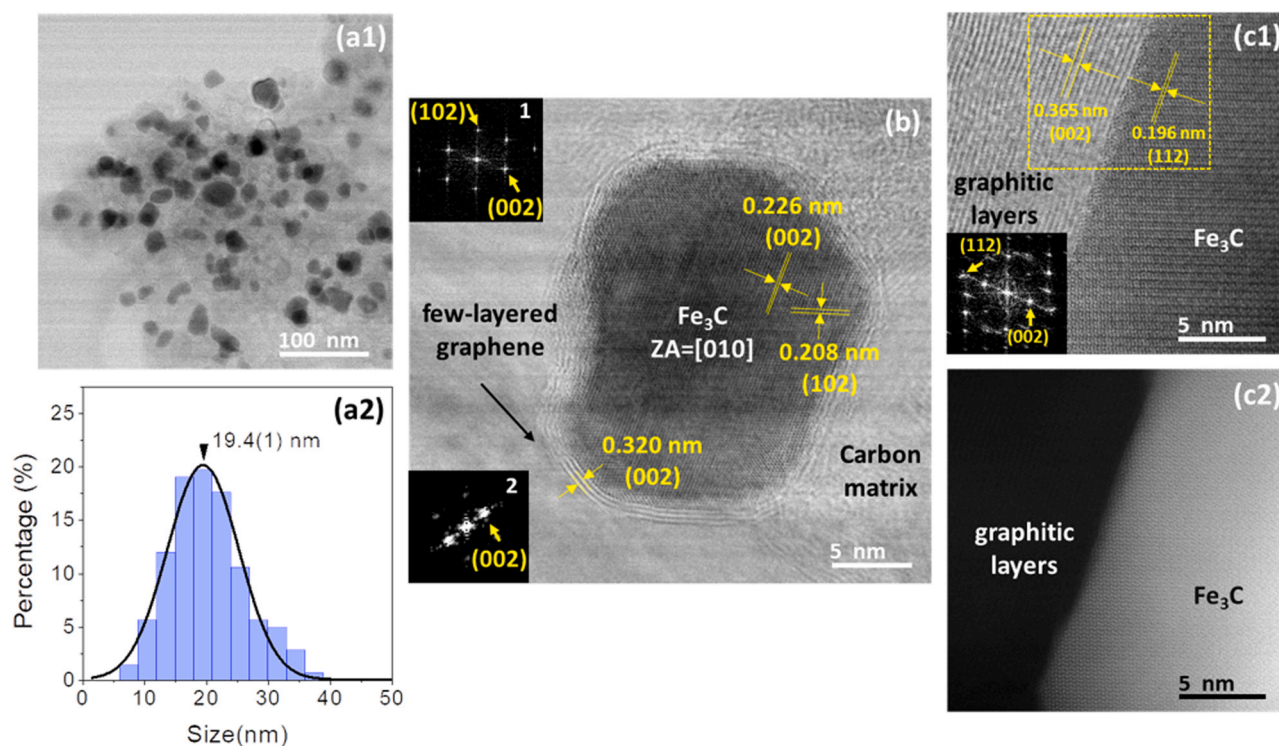 (a1)
100 nm
(a2)
19.4(1) nm
Percentage (%)
25
20
15
10
5
0
0 10 20 30 40 50
Size(nm)
(b)
1
(102)
(002)
0.226 nm
(002)
Fe₃C
ZA=[010]
0.208 nm
(102)
few-layered
graphene
0.320 nm
(002)
Carbon
matrix
2
(002)
5 nm
(c1)
0.365 nm
(002)
0.196 nm
(112)
graphitic
layers
Fe₃C
(112)
(002)
5 nm
(c2)
graphitic
layers
Fe₃C
5 nm